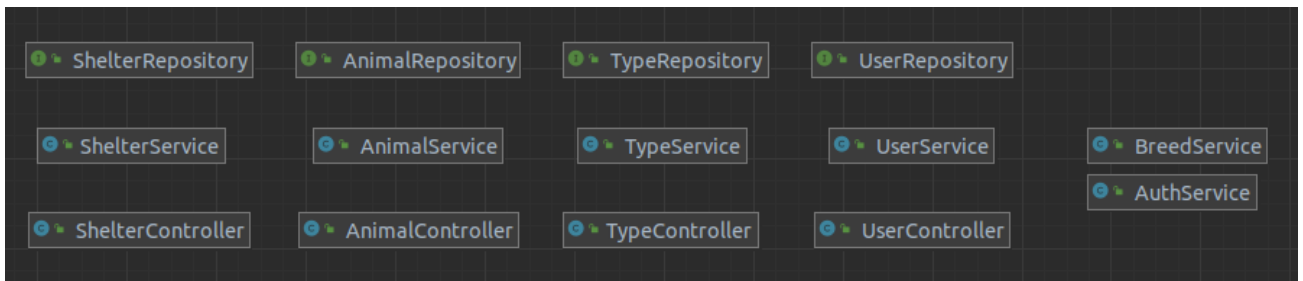 ShelterRepository AnimalRepository TypeRepository UserRepository
ShelterService AnimalService TypeService UserService BreedService
AuthService
ShelterController AnimalController TypeController UserController